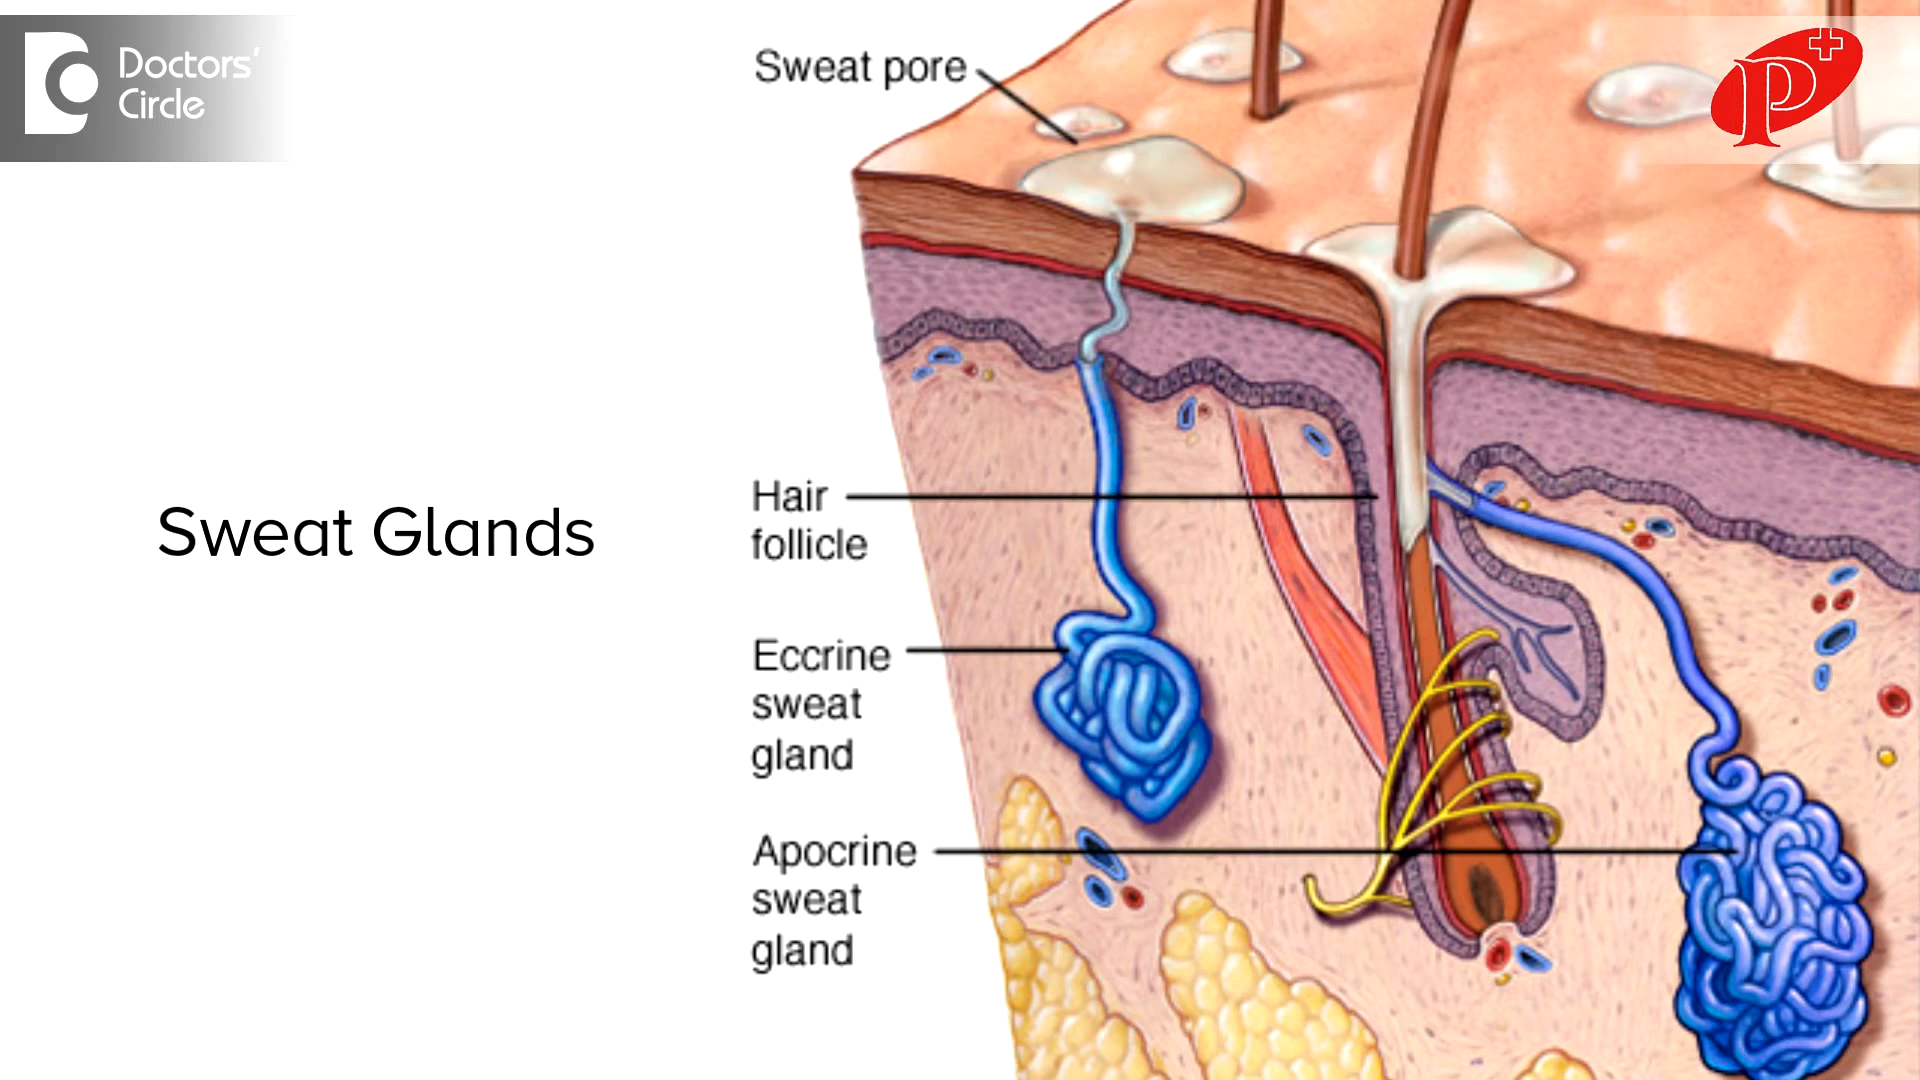 Doctors'
Circle
P
Sweat Glands
Sweat pore
Hair
follicle
Eccrine
sweat
gland
Apocrine
sweat
gland